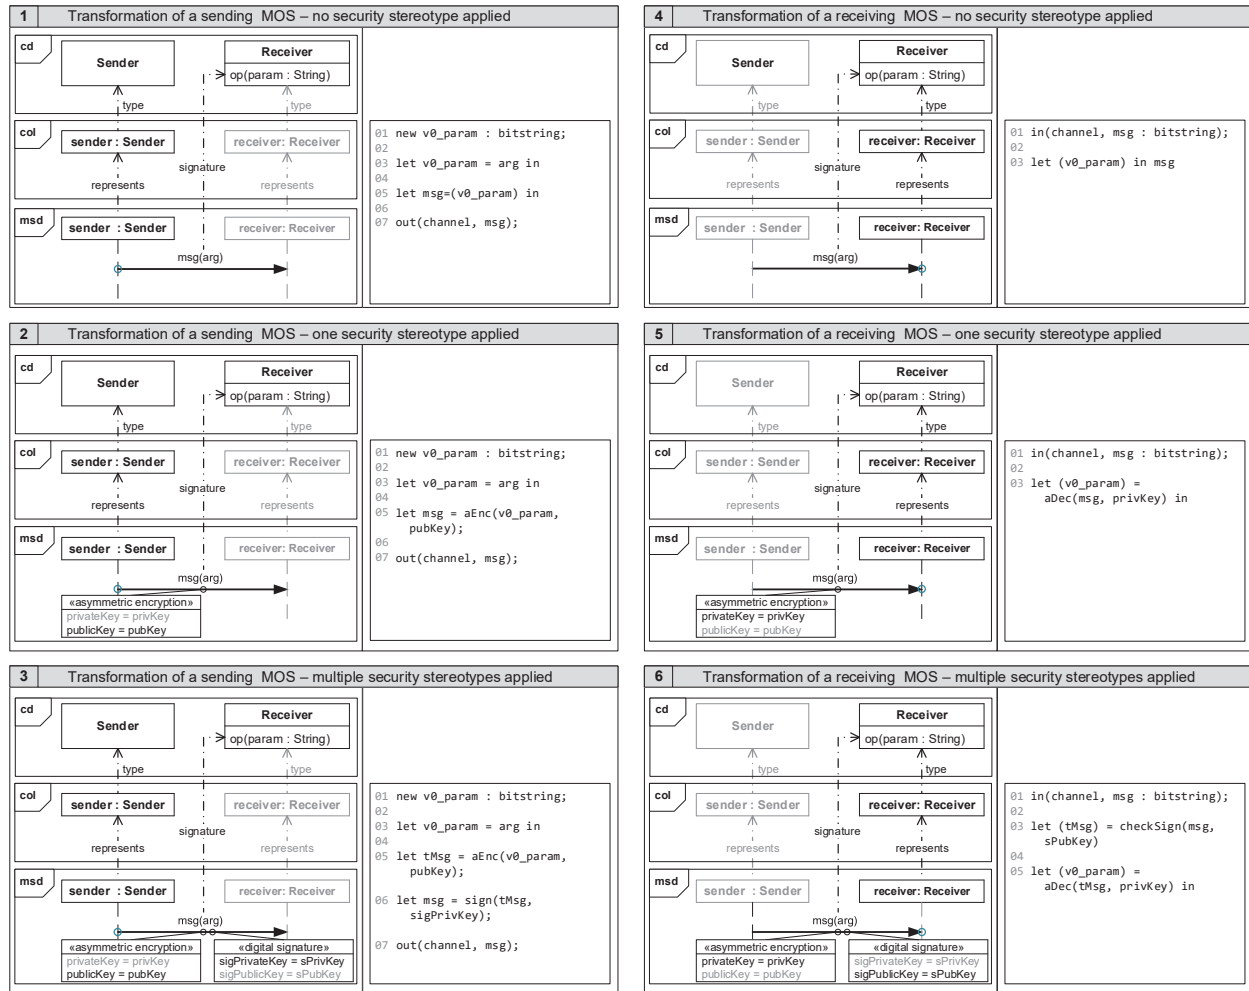 1 Transformation of a sending MOS – no security stereotype applied
cd
Sender
Receiver
op(param : String)
type
type
col
sender : Sender
receiver: Receiver
signature
represents
represents
msd
sender : Sender
receiver: Receiver
msg(arg)
01 new v0_param : bitstring;
02
03 let v0_param = arg in
04
05 let msg=(v0_param) in
06
07 out(channel, msg);
4 Transformation of a receiving MOS – no security stereotype applied
cd
Sender
Receiver
op(param : String)
type
type
col
sender : Sender
receiver: Receiver
signature
represents
represents
msd
sender : Sender
receiver: Receiver
msg(arg)
01 in(channel, msg : bitstring);
02
03 let (v0_param) in msg
2 Transformation of a sending MOS – one security stereotype applied
cd
Sender
Receiver
op(param : String)
type
type
col
sender : Sender
receiver: Receiver
signature
represents
represents
msd
sender : Sender
receiver: Receiver
msg(arg)
«asymmetric encryption»
privateKey = privKey
publicKey = pubKey
01 new v0_param : bitstring;
02
03 let v0_param = arg in
04
05 let msg = aEnc(v0_param,
pubKey);
06
07 out(channel, msg);
5 Transformation of a receiving MOS – one security stereotype applied
cd
Sender
Receiver
op(param : String)
type
type
col
sender : Sender
receiver: Receiver
signature
represents
represents
msd
sender : Sender
receiver: Receiver
msg(arg)
«asymmetric encryption»
privateKey = privKey
publicKey = pubKey
01 in(channel, msg : bitstring);
02
03 let (v0_param) =
aDec(msg, privKey) in
3 Transformation of a sending MOS – multiple security stereotypes applied
cd
Sender
Receiver
op(param : String)
type
type
col
sender : Sender
receiver: Receiver
signature
represents
represents
msd
sender : Sender
receiver: Receiver
msg(arg)
«asymmetric encryption»
privateKey = privKey
publicKey = pubKey
«digital signature»
sigPrivateKey = sPrivKey
sigPublicKey = sPubKey
01 new v0_param : bitstring;
02
03 let v0_param = arg in
04
05 let tMsg = aEnc(v0_param,
pubKey);
06 let msg = sign(tMsg,
sigPrivKey);
07 out(channel, msg);
6 Transformation of a receiving MOS – multiple security stereotypes applied
cd
Sender
Receiver
op(param : String)
type
type
col
sender : Sender
receiver: Receiver
signature
represents
represents
msd
sender : Sender
receiver: Receiver
msg(arg)
«asymmetric encryption»
privateKey = privKey
publicKey = pubKey
«digital signature»
sigPrivateKey = sPrivKey
sigPublicKey = sPubKey
01 in(channel, msg : bitstring);
02
03 let (tMsg) = checkSign(msg,
sPubKey)
04
05 let (v0_param) =
aDec(tMsg, privKey) in